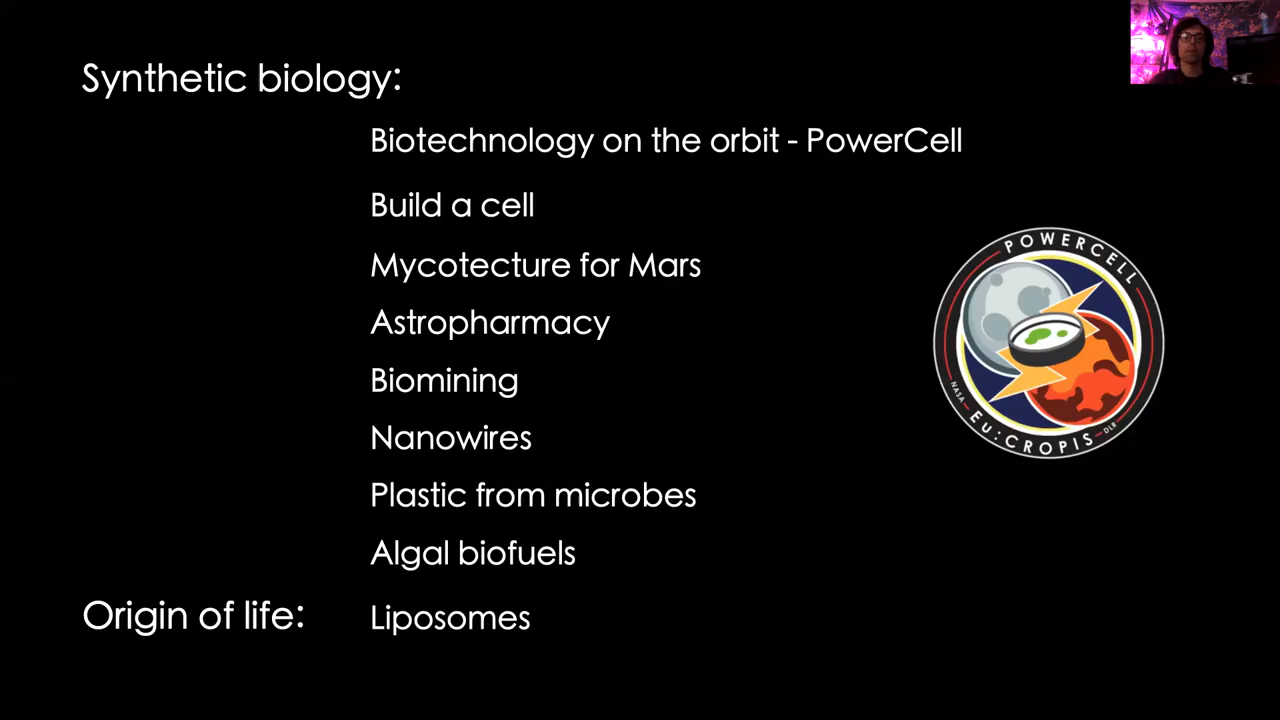 Synthetic biology:
Biotechnology on the orbit - PowerCell
Build a cell
Mycotecture for Mars
Astropharmacy
Biomining
Nanowires
Plastic from microbes
Algal biofuels
Origin of life: Liposomes
POWERCELL
NASA Eu:CROPIS DLR